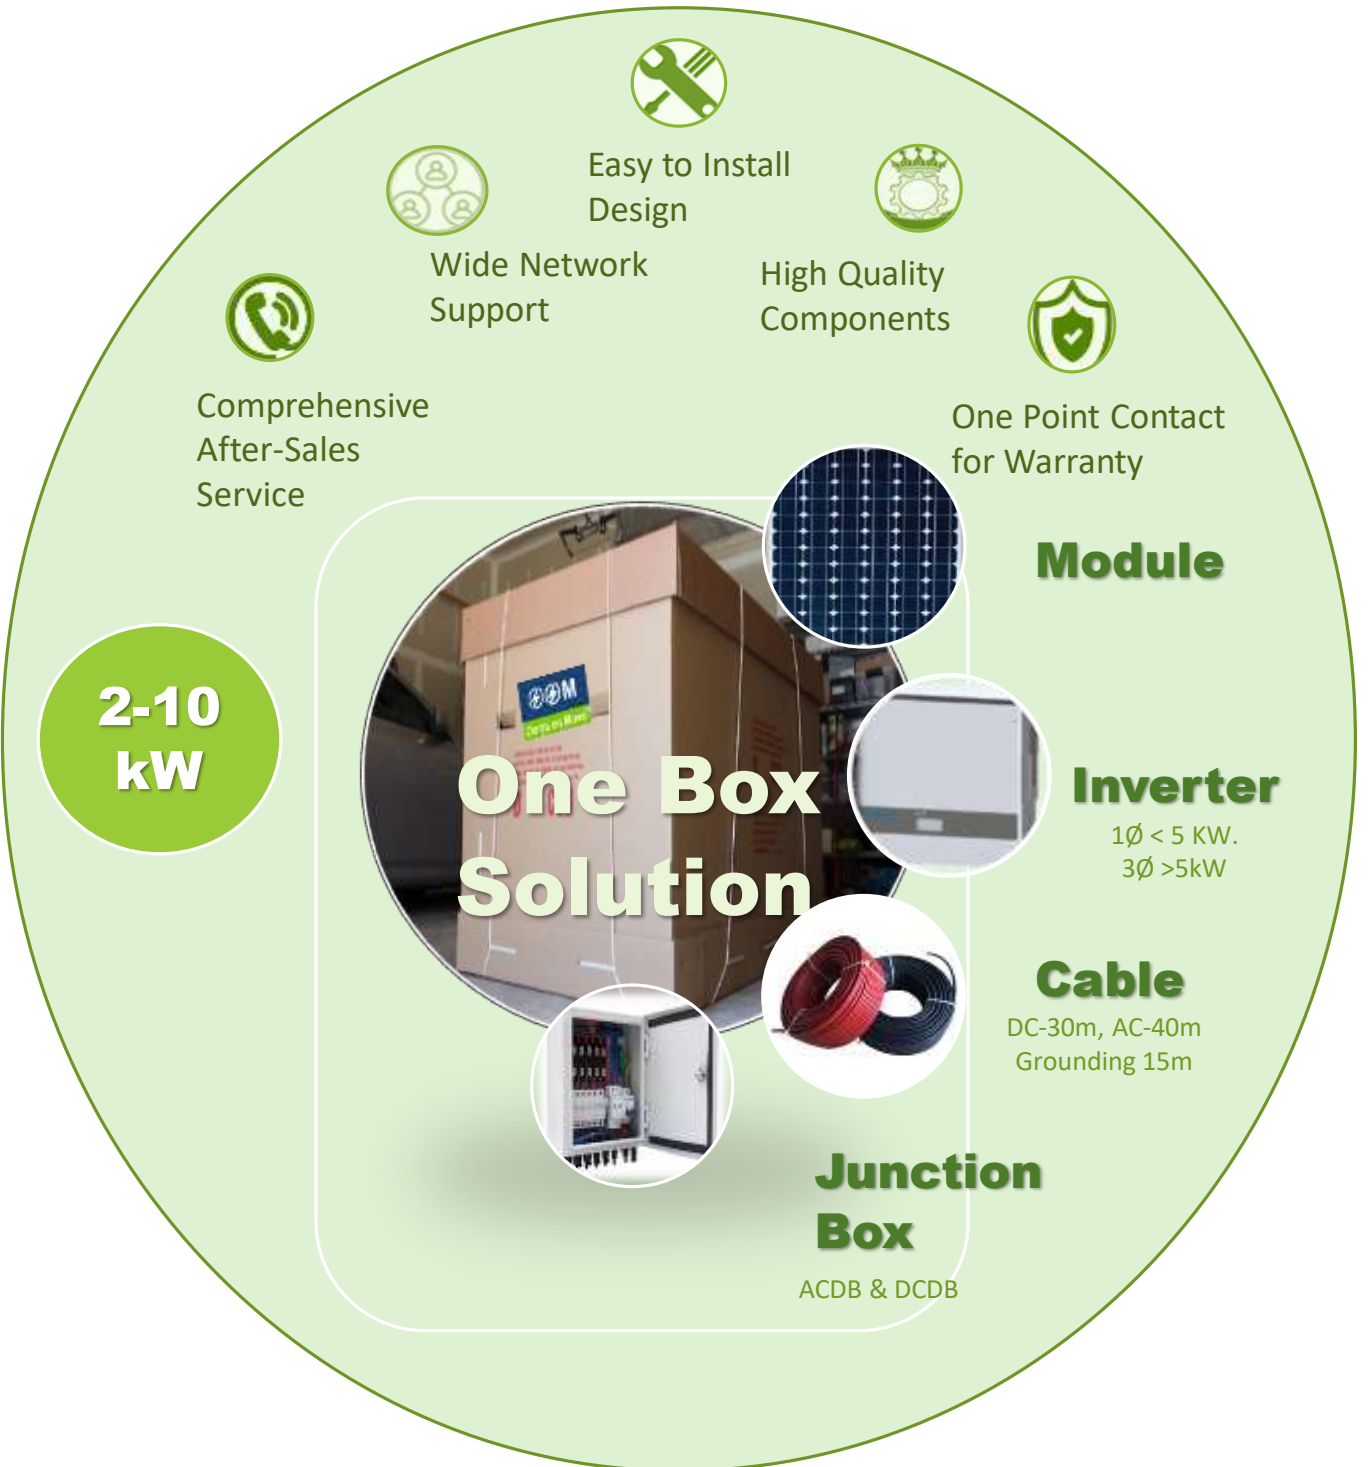 Easy to Install
Design
Wide Network
Support
High Quality
Components
Comprehensive
After-Sales
Service
One Point Contact
for Warranty
Module
2-10
kW
One Box
Solution
Inverter
1Ø < 5 KW.
3Ø >5kW
Cable
DC-30m, AC-40m
Grounding 15m
Junction
Box
ACDB & DCDB